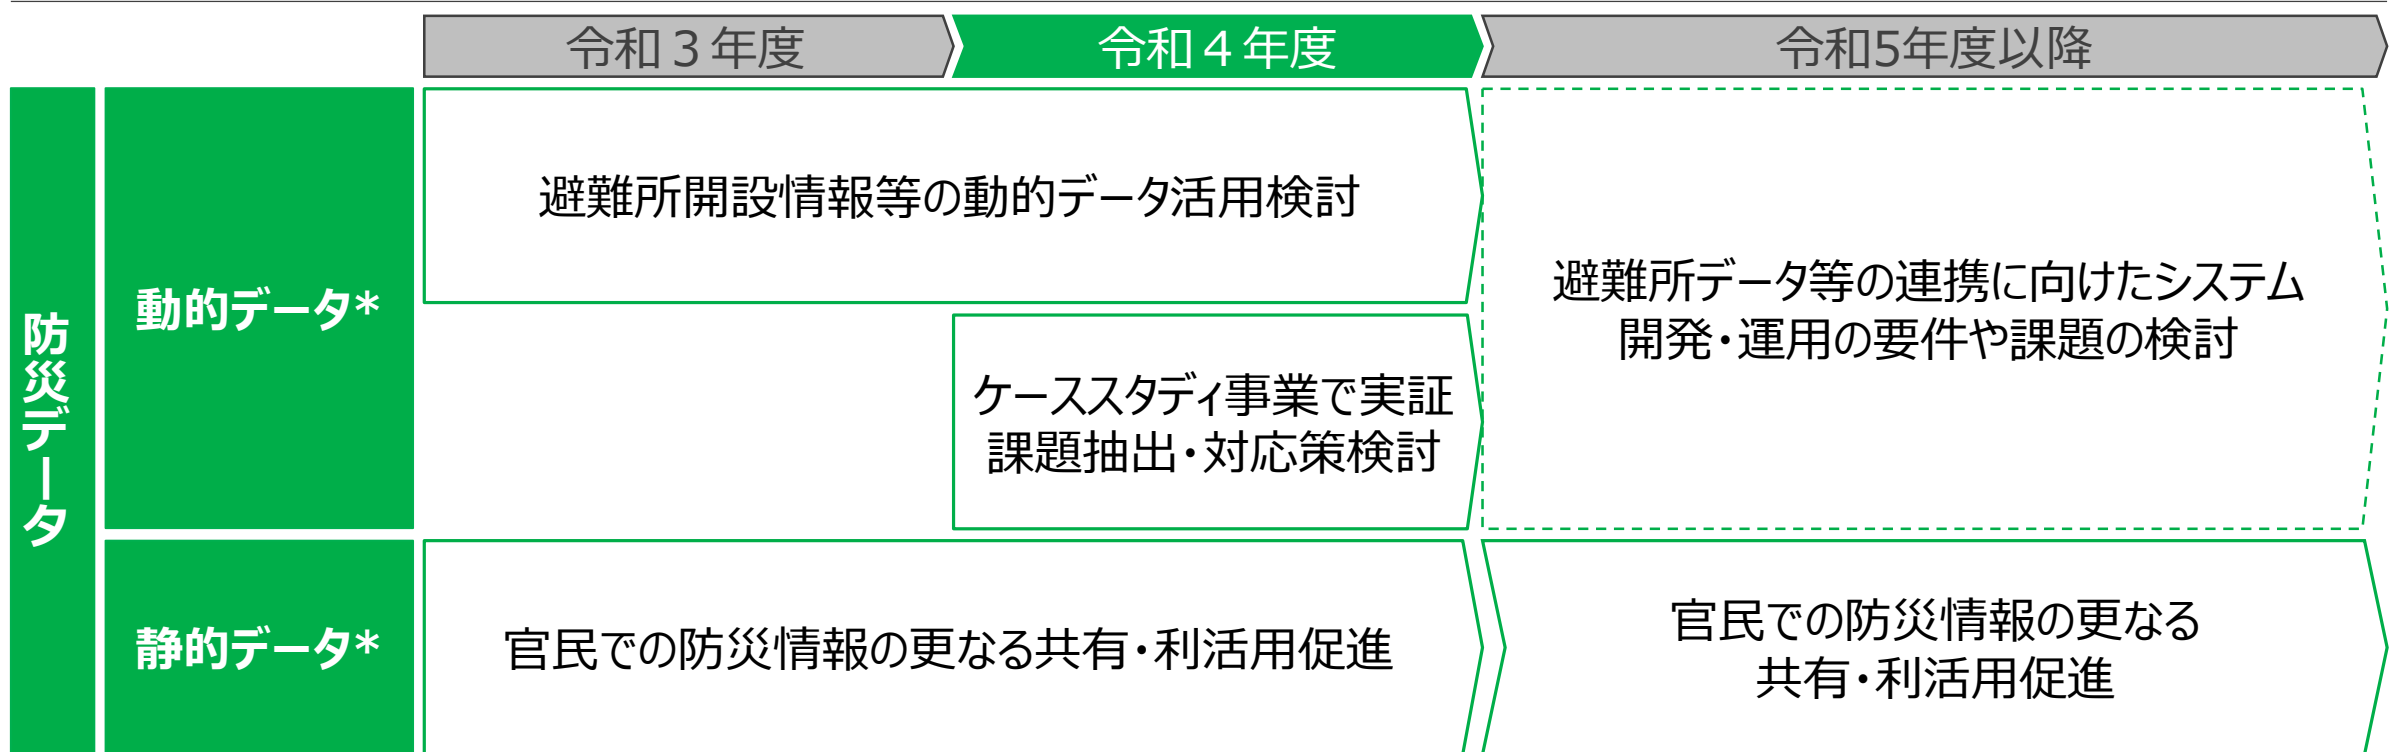 令和３年度
令和４年度
令和5年度以降
防災データ
動的データ*
避難所開設情報等の動的データ活用検討
ケーススタディ事業で実証
課題抽出・対応策検討
避難所データ等の連携に向けたシステム
開発・運用の要件や課題の検討
静的データ*
官民での防災情報の更なる共有・利活用促進
官民での防災情報の更なる
共有・利活用促進